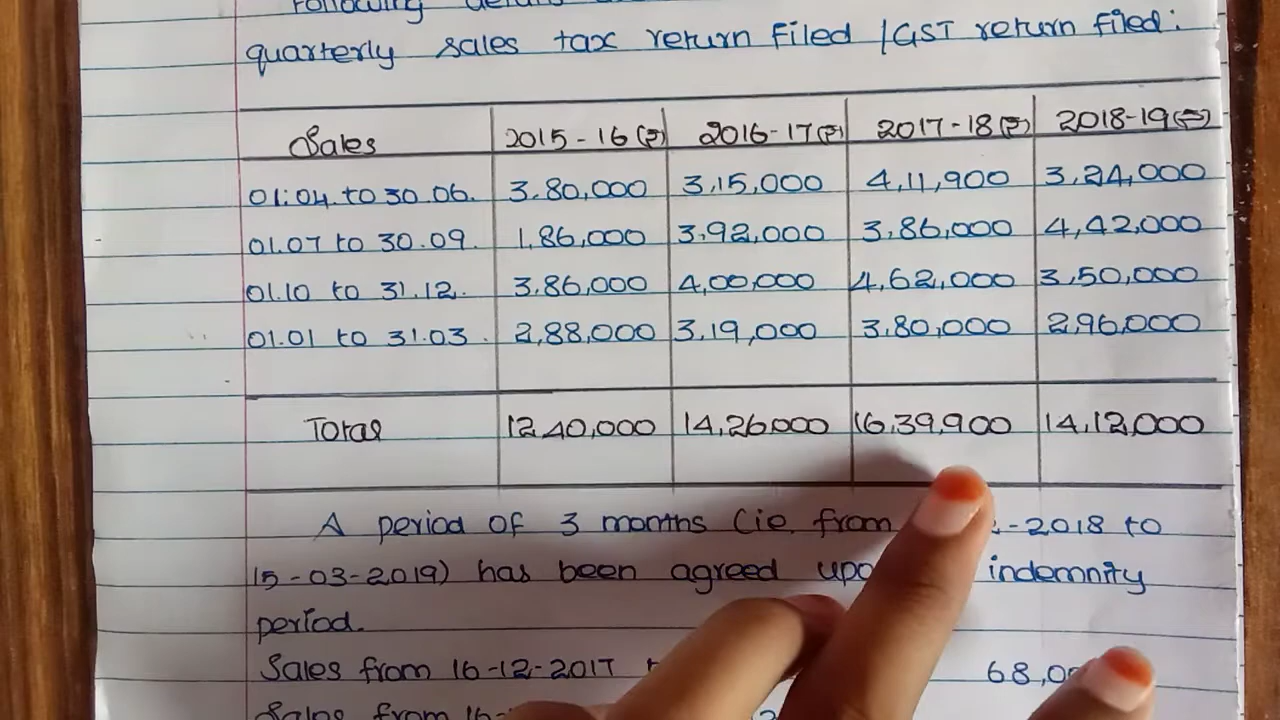 Following details
quarterly sales tax return filed / GST return filed:
Sales 2015-16 (₹) 2016-17 (₹) 2017-18 (₹) 2018-19 (₹)
01.04 to 30.06. 3,80,000 3,15,000 4,11,900 3,24,000
01.07 to 30.09. 1,86,000 3,92,000 3,86,000 4,42,000
01.10 to 31.12. 3,86,000 4,00,000 4,62,000 3,50,000
01.01 to 31.03. 2,88,000 3,19,000 3,80,000 2,96,000
Total 12,40,000 14,26,000 16,39,900 14,12,000
A period of 3 months (ie from -2018 to
15-03-2019) has been agreed indemnity
period.
Sales from 16-12-2017 68,0
Sales from 16-